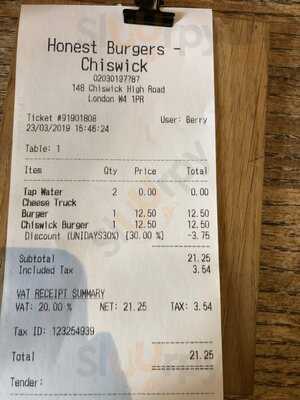 Honest Burgers -
Chiswick
02030197787
148 Chiswick High Road
London W4 1PR
Ticket #91901808 User: Berry
23/03/2019 15:46:24
Table: 1
Item Qty Price Total
Tap Water 2 0.00 0.00
Cheese Truck
Burger 1 12.50 12.50
Chiswick Burger 1 12.50 12.50
Discount (UNIDAYS30%) [30.00 %] -3.75
Subtotal 21.25
Included Tax 3.54
VAT RECEIPT SUMMARY
VAT: 20.00 % NET: 21.25 TAX: 3.54
Tax ID: 123254939
Total 21.25
Tender: